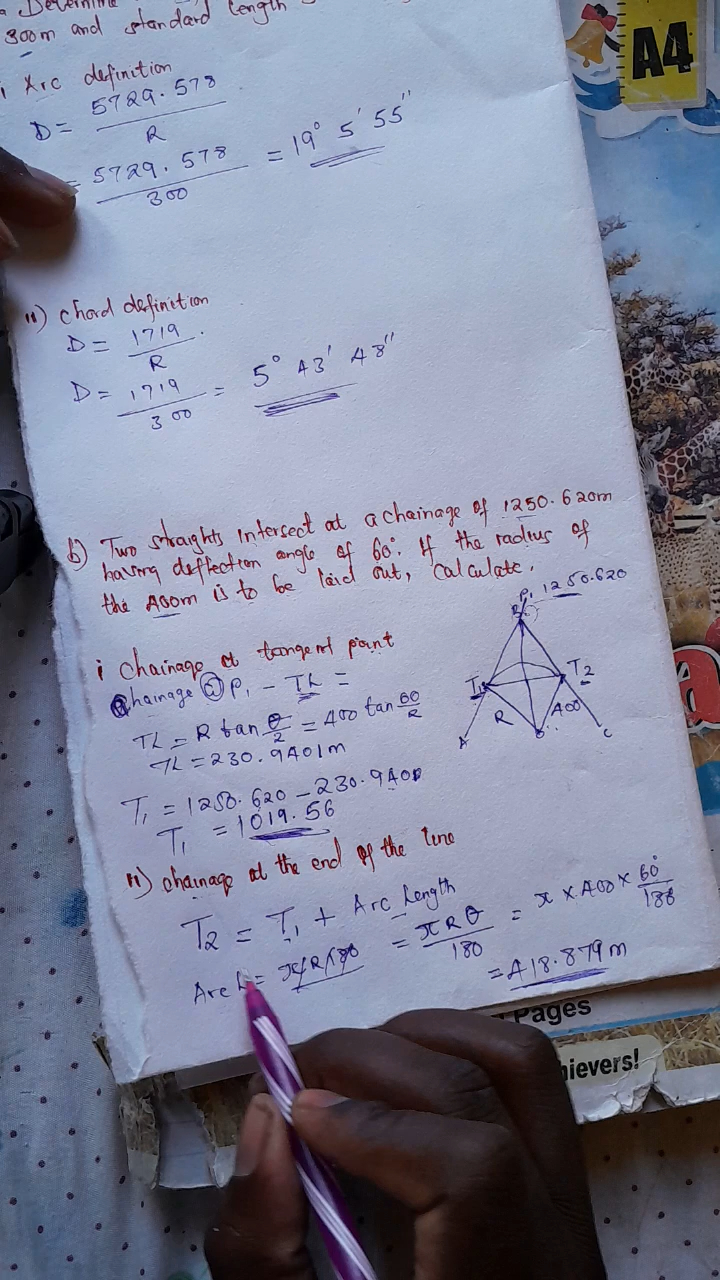 Determine
300m and standard length
i Arc definition
D = 5729.578
R
= 5729.578 = 19° 5' 55"
300
ii) Chord definition
D = 1719
R
D = 1719 = 5° 43' 48"
300
b) Two straights intersect at a chainage of 1250.620m
having deflection angle of 60°. If the radius of
the 400m is to be laid out, calculate.
P1 1250.620
T1
T2
R
400
A
C
i chainage at tangent point
Chainage @ P1 - TL =
TL = R tan θ/2 = 400 tan 60/2
TL = 230.9401m
T1 = 1250.620 - 230.940
T1 = 1019.56
ii) chainage at the end of the line
T2 = T1 + Arc Length
Arc L = = πRθ/180 = π × 400 × 60°/180
= 418.879m
A4
Pages
hievers!